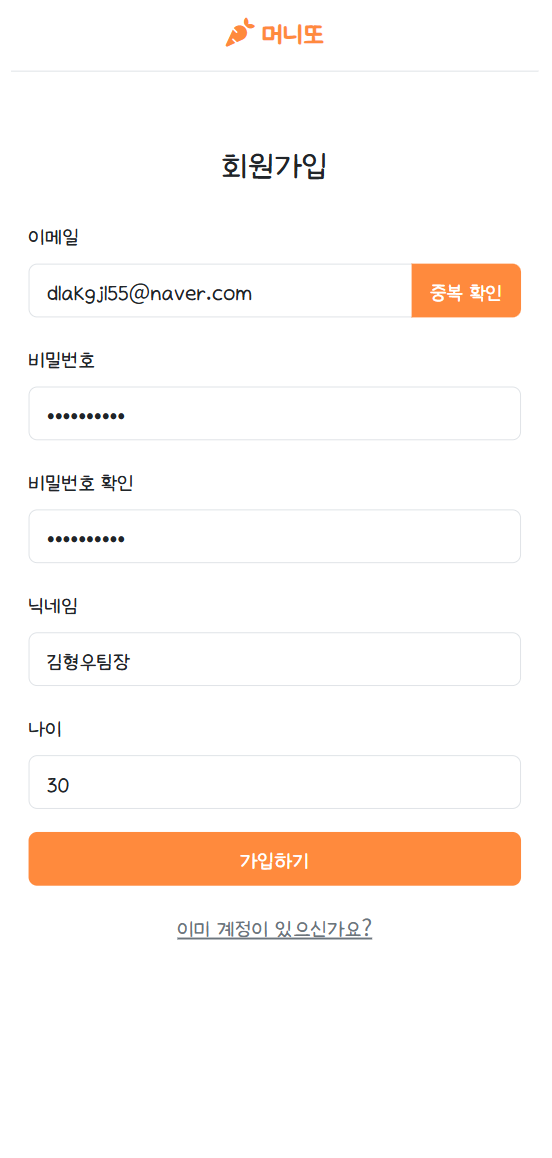 머니또
회원가입
이메일
dlakgjl55@naver.com
중복 확인
비밀번호
••••••••••
비밀번호 확인
••••••••••
닉네임
김형우팀장
나이
30
가입하기
이미 계정이 있으신가요?